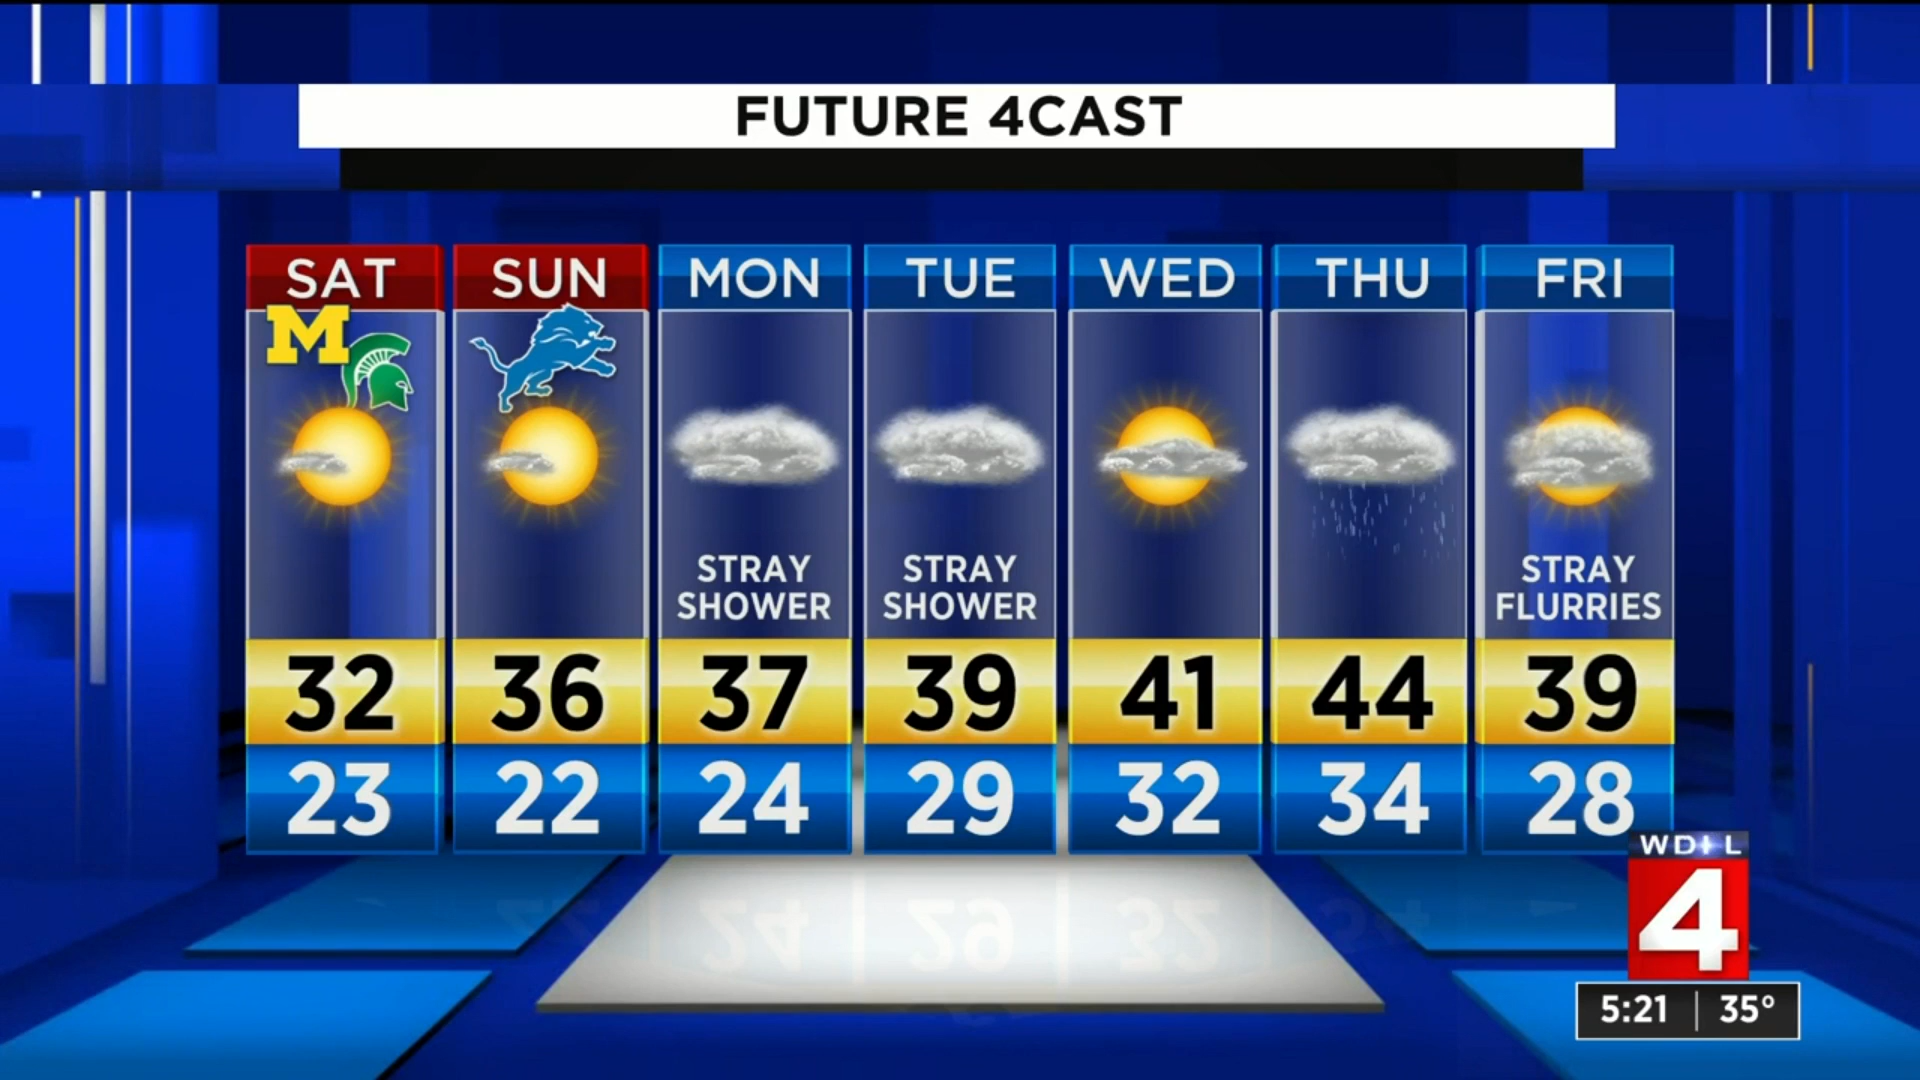 FUTURE 4CAST
SAT SUN MON TUE WED THU FRI
M
STRAY SHOWER
STRAY SHOWER
STRAY FLURRIES
32 36 37 39 41 44 39
23 22 24 29 32 34 28
WDIV L
4
5:21 | 35°